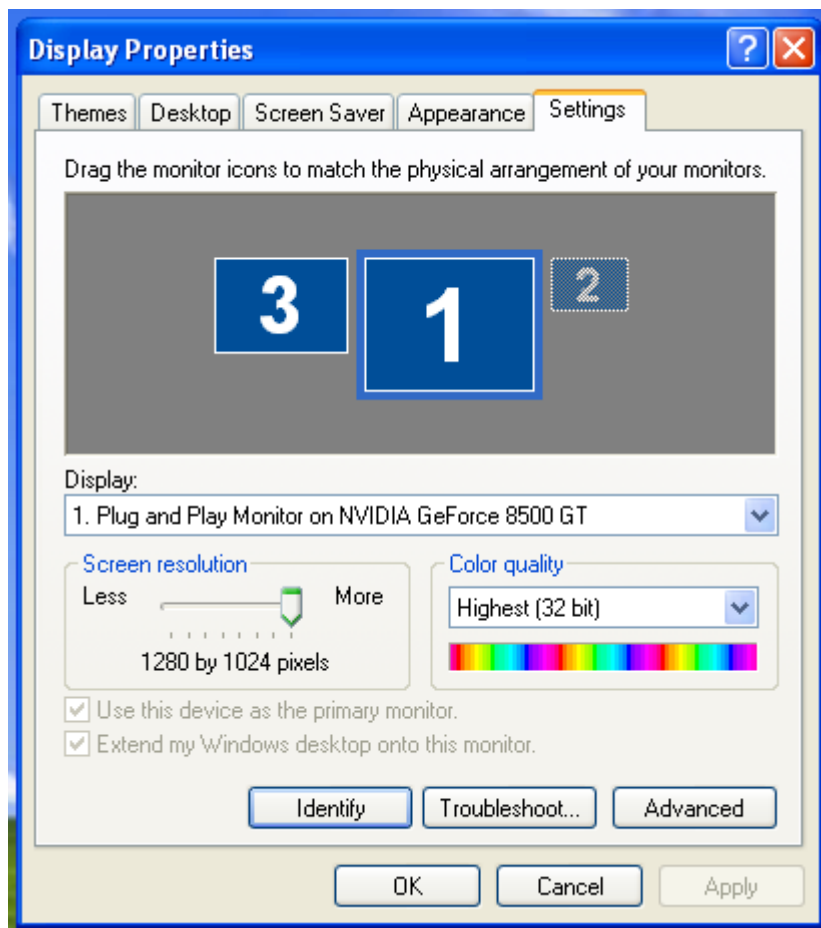 Display Properties
Themes Desktop Screen Saver Appearance Settings
Drag the monitor icons to match the physical arrangement of your monitors.
3 1 2
Display:
1. Plug and Play Monitor on NVIDIA GeForce 8500 GT
Screen resolution Color quality
Less More Highest (32 bit)
1280 by 1024 pixels
Use this device as the primary monitor.
Extend my Windows desktop onto this monitor.
Identify Troubleshoot... Advanced
OK Cancel Apply